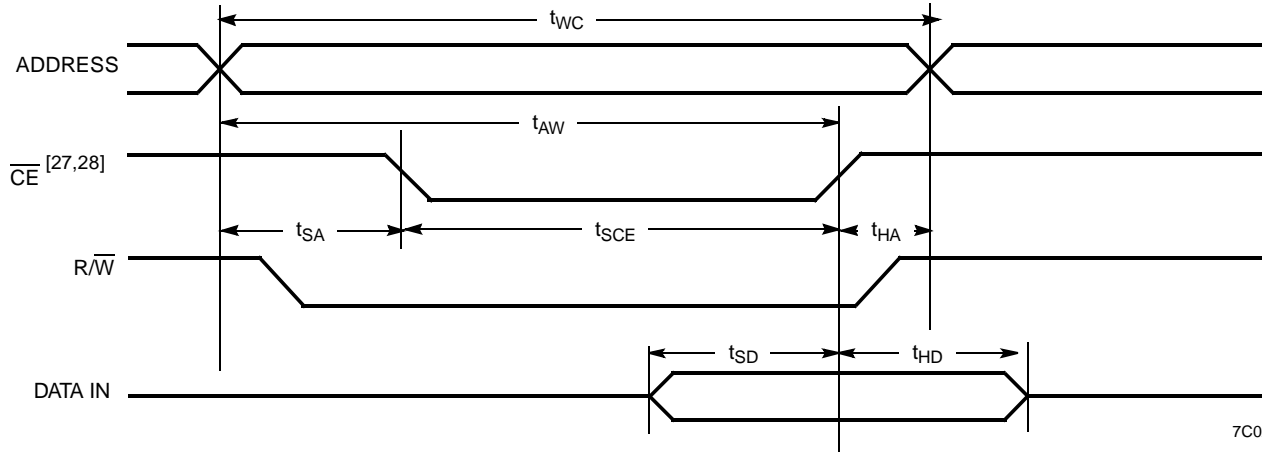 tWC
ADDRESS
tAW
CE [27,28]
tSA
tSCE
tHA
R/W
tSD
tHD
DATA IN
7C0